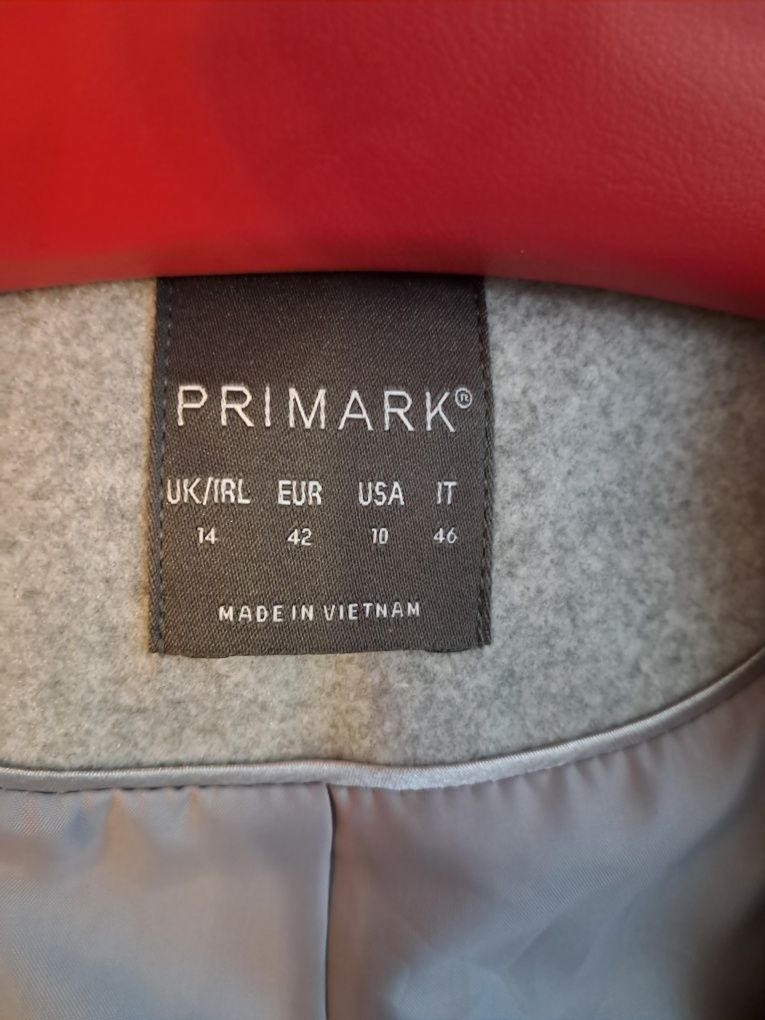 PRIMARK®
UK/IRL EUR USA IT
14 42 10 46
MADE IN VIETNAM